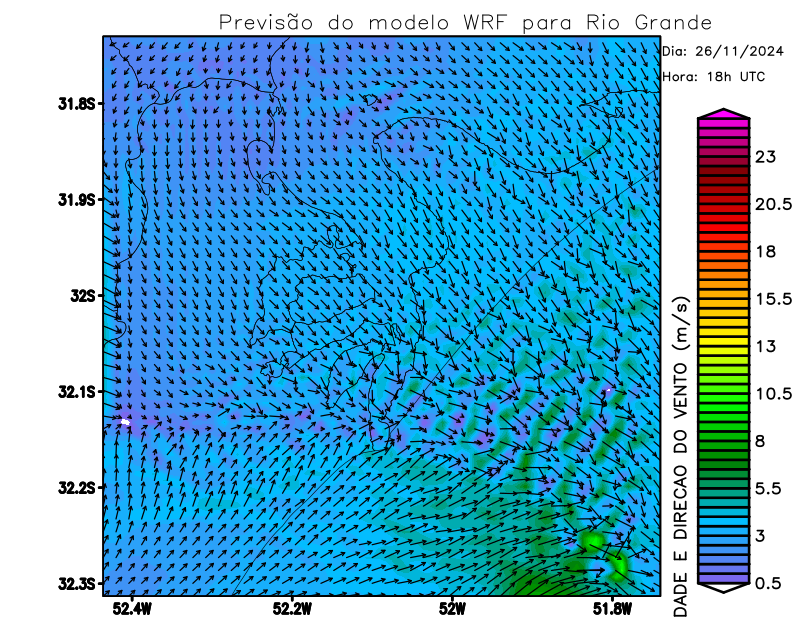 Previsão do modelo WRF para Rio Grande
Dia: 26/11/2024
Hora: 18h UTC
31.8S
31.9S
32S
32.1S
32.2S
32.3S
52.4W
52.2W
52W
51.8W
23
20.5
18
15.5
13
10.5
8
5.5
3
0.5
DADE E DIRECAO DO VENTO (m/s)